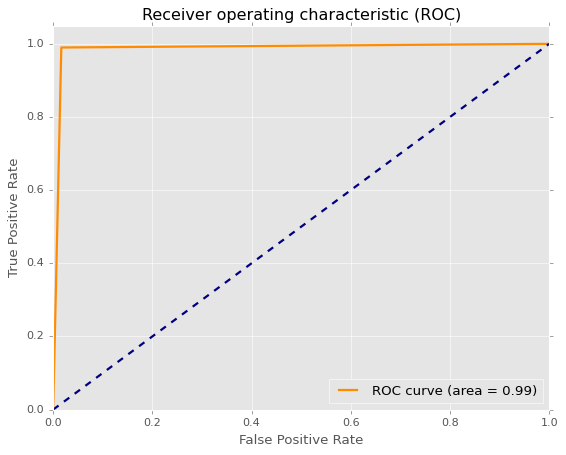 Receiver operating characteristic (ROC)
1.0
0.8
0.6
0.4
0.2
0.0
True Positive Rate
ROC curve (area = 0.99)
0.0 0.2 0.4 0.6 0.8 1.0
False Positive Rate